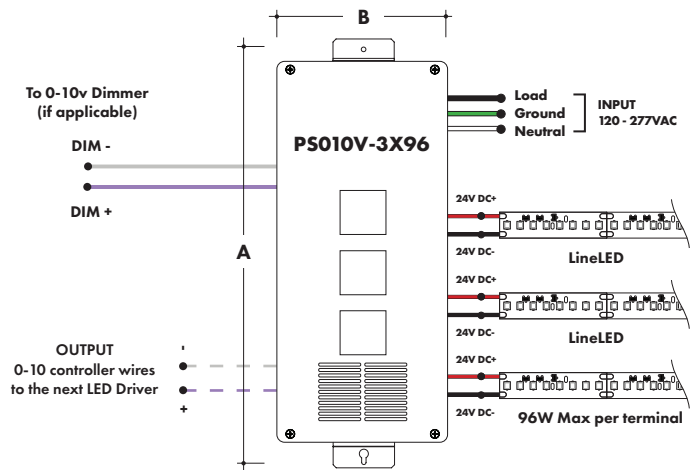 B
To 0-10v Dimmer
(if applicable)
DIM -
DIM +
A
PS010V-3X96
Load
Ground
Neutral
INPUT
120 - 277VAC
24V DC+
24V DC-
LineLED
24V DC+
24V DC-
LineLED
24V DC+
24V DC-
96W Max per terminal
OUTPUT
0-10 controller wires
to the next LED Driver
-
+